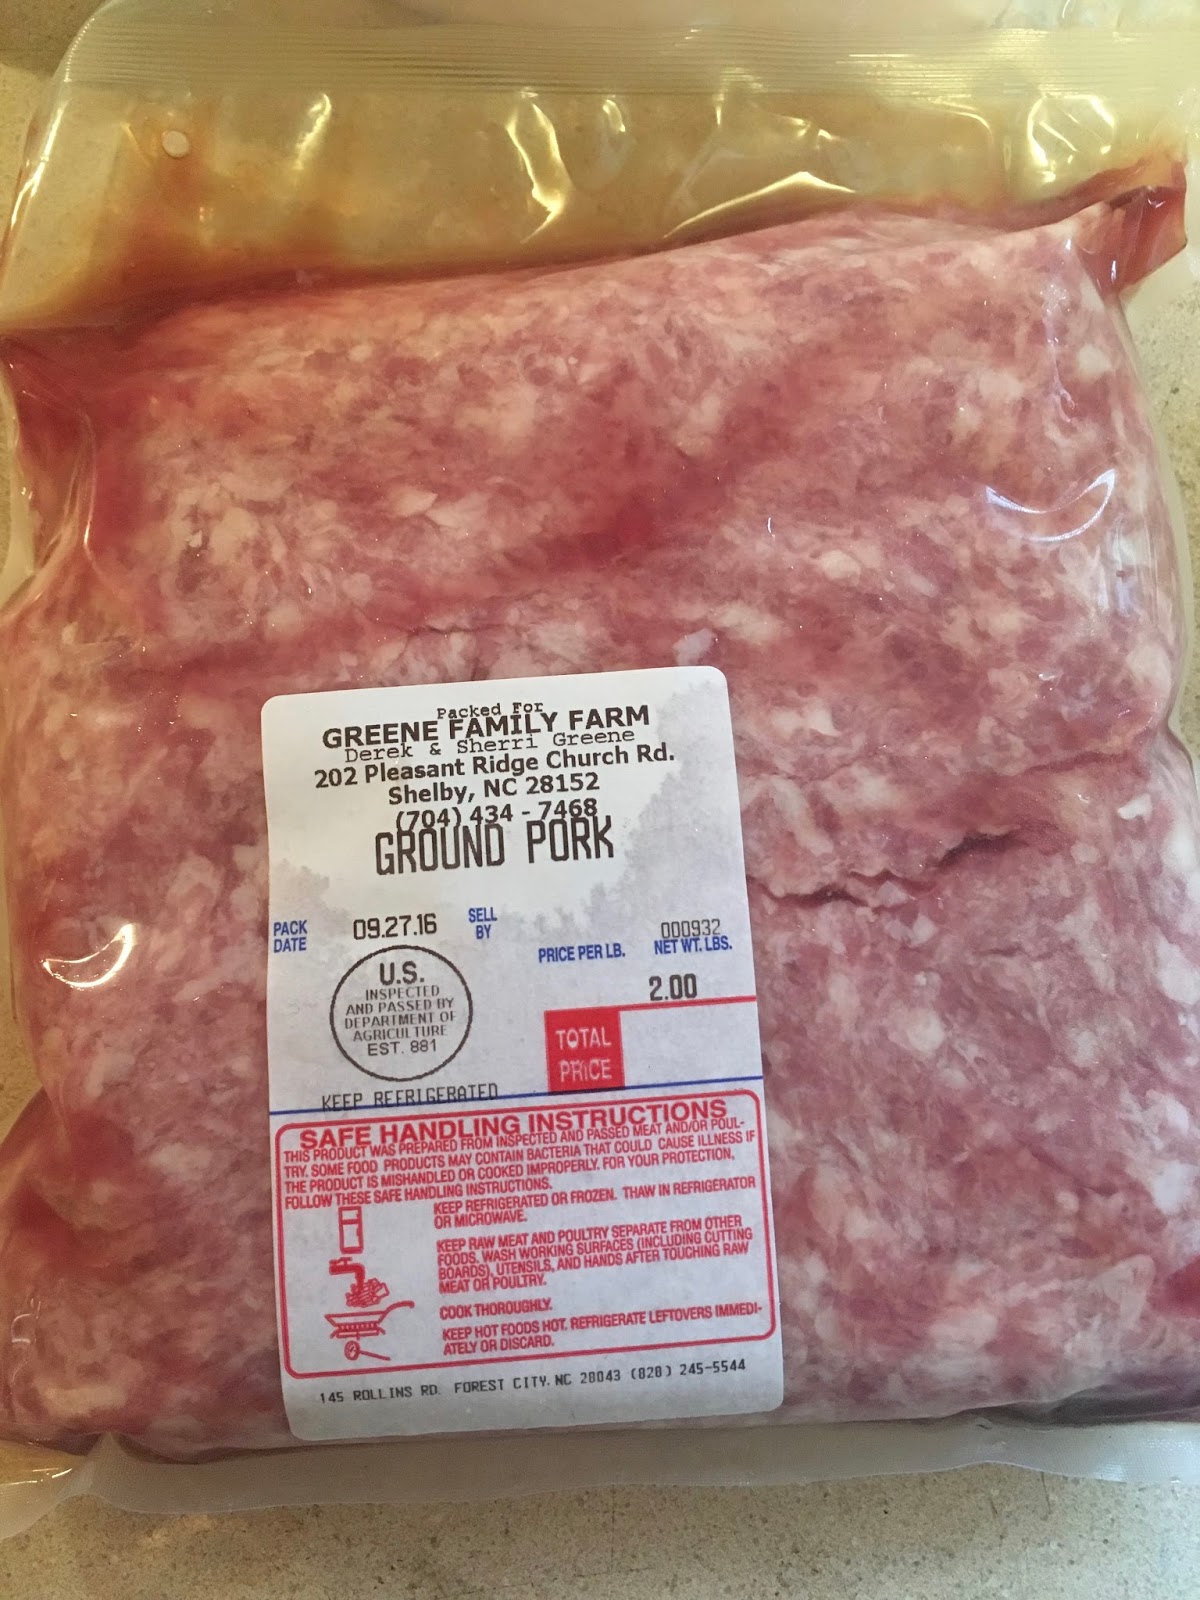 Packed For
GREENE FAMILY FARM
Derek & Sherri Greene
202 Pleasant Ridge Church Rd.
Shelby, NC 28152
(704) 434 - 7468
GROUND PORK
PACK DATE
09.27.16
SELL BY
PRICE PER LB.
000932
NET WT. LBS.
2.00
U.S.
INSPECTED
AND PASSED BY
DEPARTMENT OF
AGRICULTURE
EST. 881
TOTAL
PRICE
KEEP REFRIGERATED
SAFE HANDLING INSTRUCTIONS
THIS PRODUCT WAS PREPARED FROM INSPECTED AND PASSED MEAT AND/OR POUL-
TRY. SOME FOOD PRODUCTS MAY CONTAIN BACTERIA THAT COULD CAUSE ILLNESS IF
THE PRODUCT IS MISHANDLED OR COOKED IMPROPERLY. FOR YOUR PROTECTION,
FOLLOW THESE SAFE HANDLING INSTRUCTIONS.
KEEP REFRIGERATED OR FROZEN. THAW IN REFRIGERATOR
OR MICROWAVE.
KEEP RAW MEAT AND POULTRY SEPARATE FROM OTHER
FOODS. WASH WORKING SURFACES (INCLUDING CUTTING
BOARDS), UTENSILS, AND HANDS AFTER TOUCHING RAW
MEAT OR POULTRY.
COOK THOROUGHLY.
KEEP HOT FOODS HOT. REFRIGERATE LEFTOVERS IMMEDI-
ATELY OR DISCARD.
145 ROLLINS RD. FOREST CITY, NC 28043 (828) 245-5544